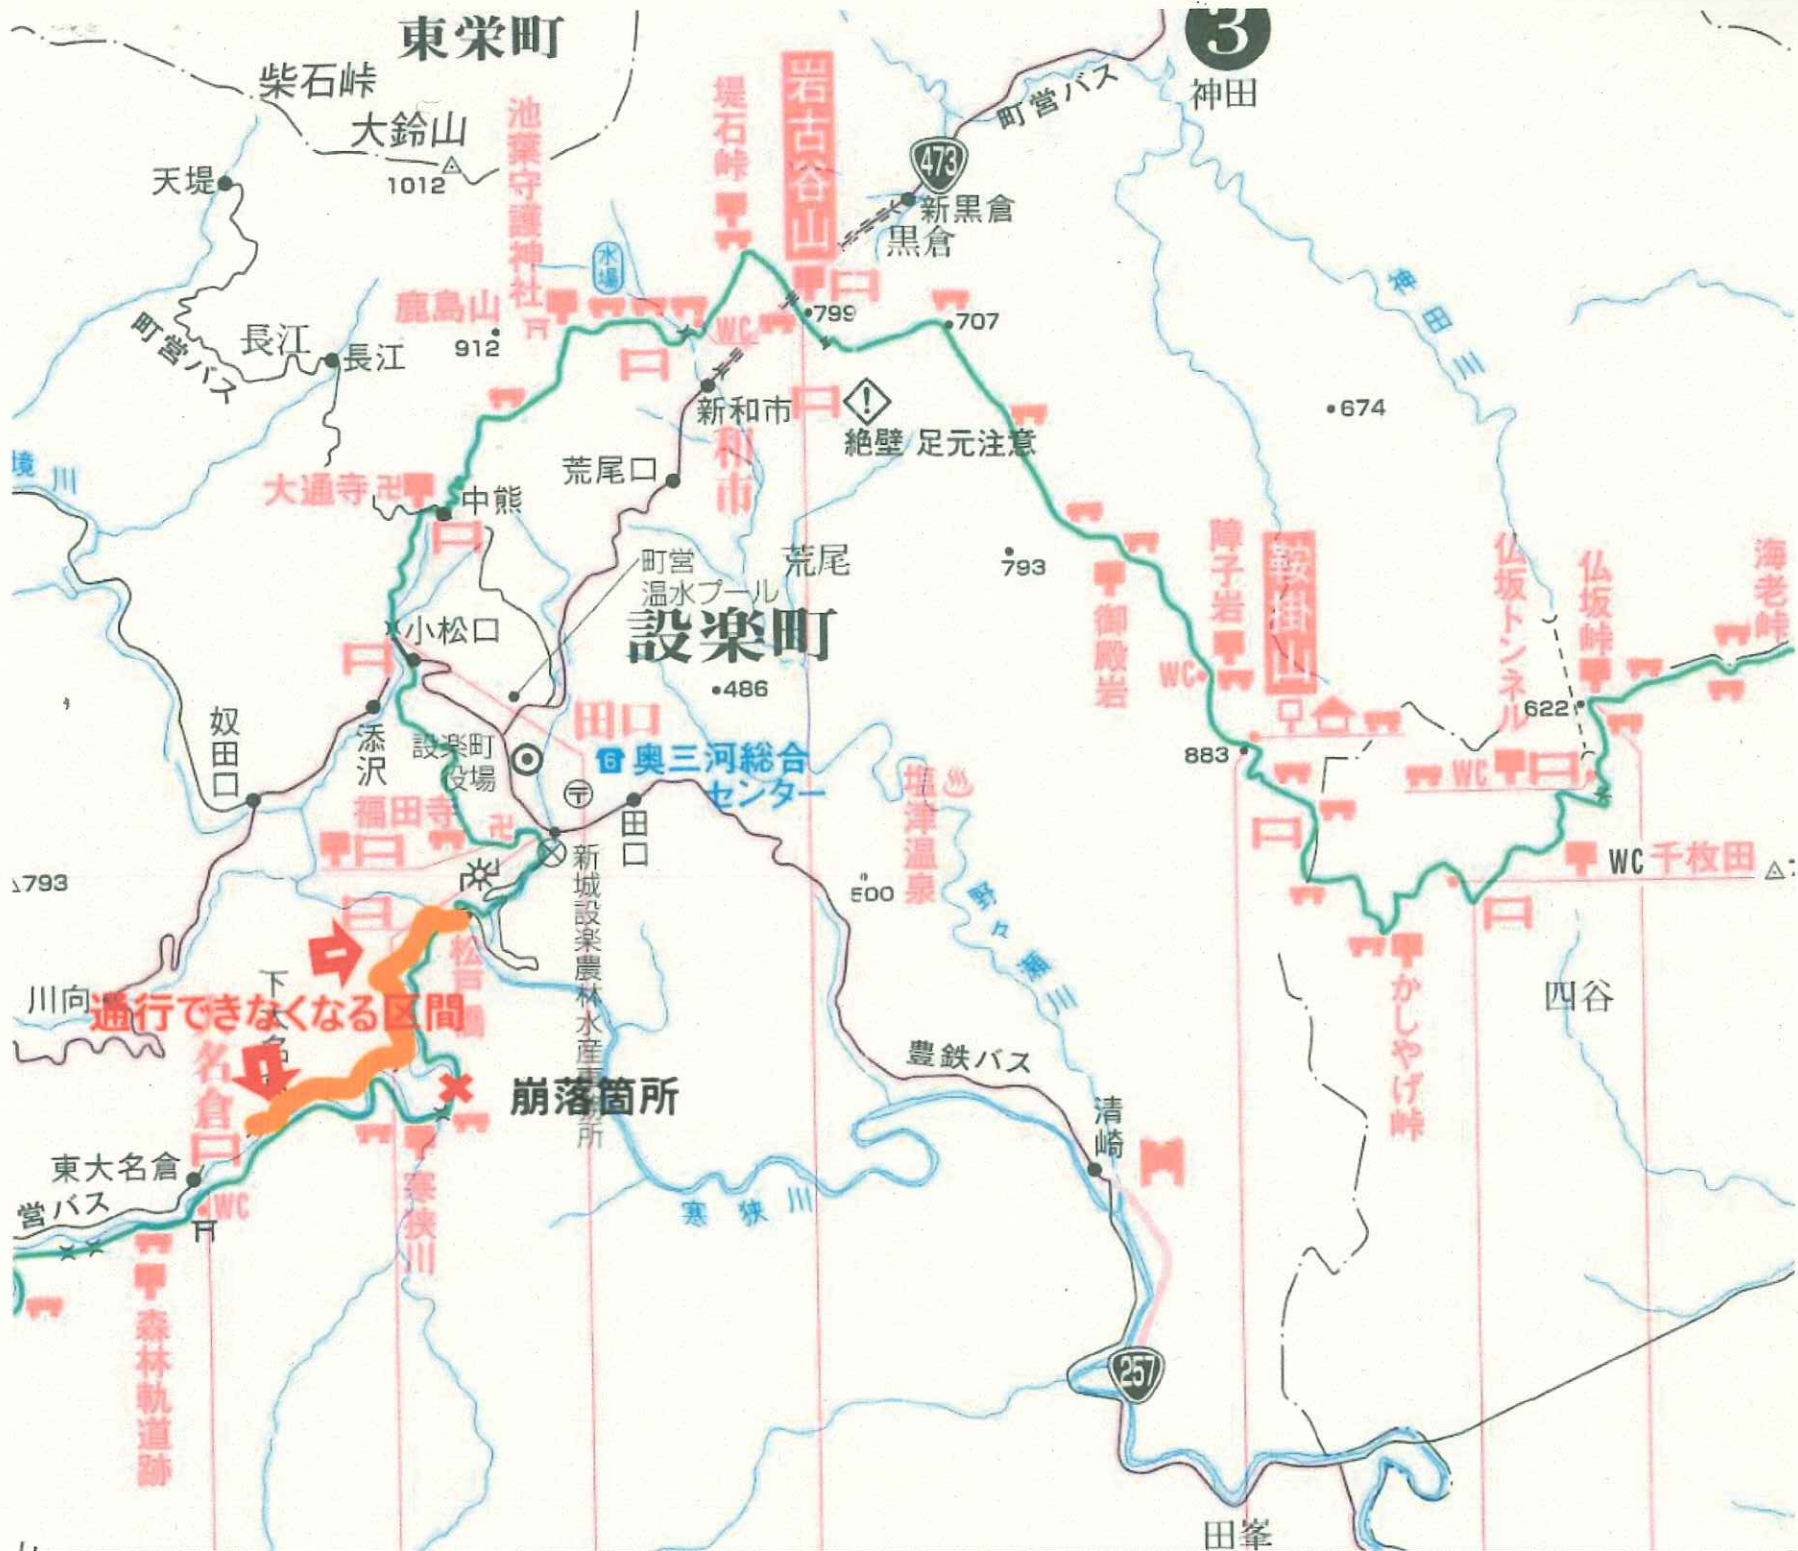 東栄町
3
神田
柴石峠
大鈴山
1012
天堤
池葉守護神社
堤石峠
岩古谷山
町営バス
473
新黒倉
黒倉
水場
鹿島山
912
町営バス
長江
長江
WC
799
707
神田川
674
新和市
和市
!
絶壁 足元注意
荒尾口
境川
大通寺
中熊
町営
温水プール
荒尾
793
設楽町
小松口
486
障子岩
鞍掛山
仏坂トンネル
仏坂峠
海老峠
御殿岩
WC
622
883
奴田口
添沢
設楽町
役場
田口
6 奥三河総合
センター
塩津温泉
田口
福田寺
WC
WC 千枚田
793
新城設楽農林水産事務所
500
野々瀬川
川向
通行できなくなる区間
かしやげ峠
四谷
名倉
崩落箇所
豊鉄バス
清崎
東大名倉
営バス
WC
寒狭川
寒狭川
森林軌道跡
257
田峯